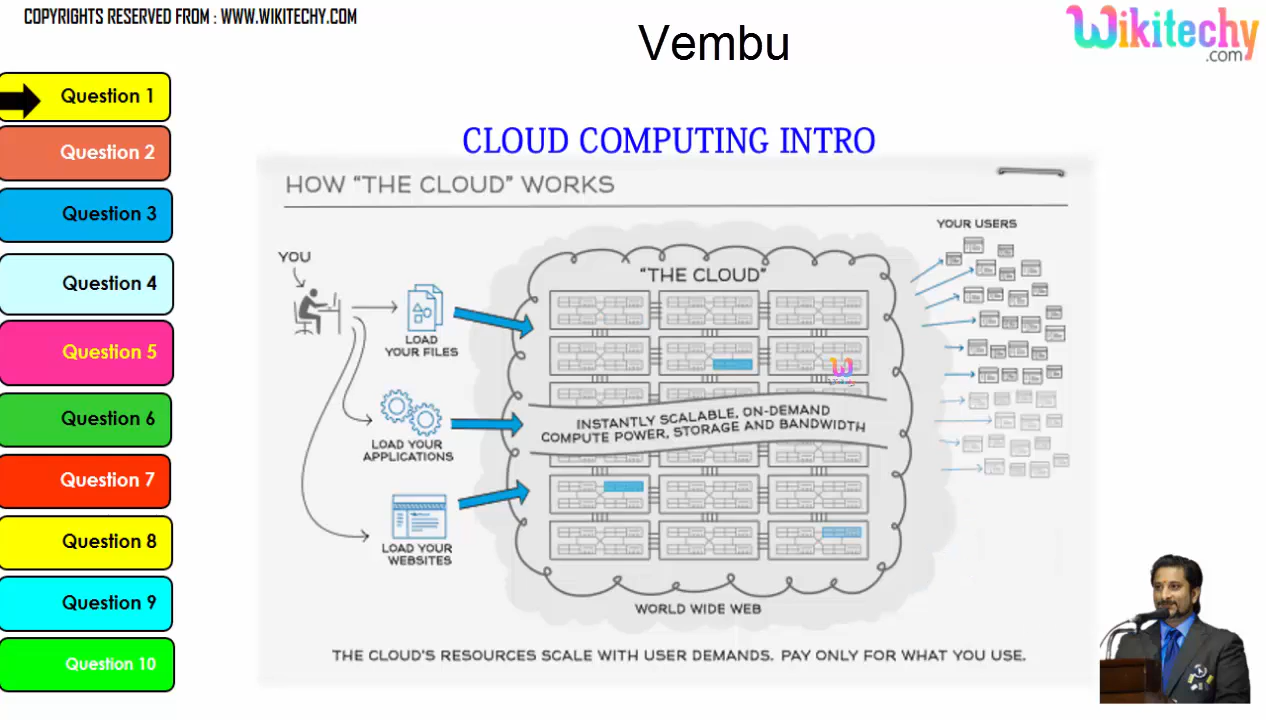 COPYRIGHTS RESERVED FROM : WWW.WIKITECHY.COM
Vembu
Wikitechy
.com
Question 1
Question 2
Question 3
Question 4
Question 5
Question 6
Question 7
Question 8
Question 9
Question 10
CLOUD COMPUTING INTRO
HOW “THE CLOUD” WORKS
YOU
LOAD
YOUR FILES
LOAD YOUR
APPLICATIONS
LOAD YOUR
WEBSITES
“THE CLOUD”
INSTANTLY SCALABLE, ON-DEMAND
COMPUTE POWER, STORAGE AND BANDWIDTH
WORLD WIDE WEB
YOUR USERS
THE CLOUD'S RESOURCES SCALE WITH USER DEMANDS. PAY ONLY FOR WHAT YOU USE.